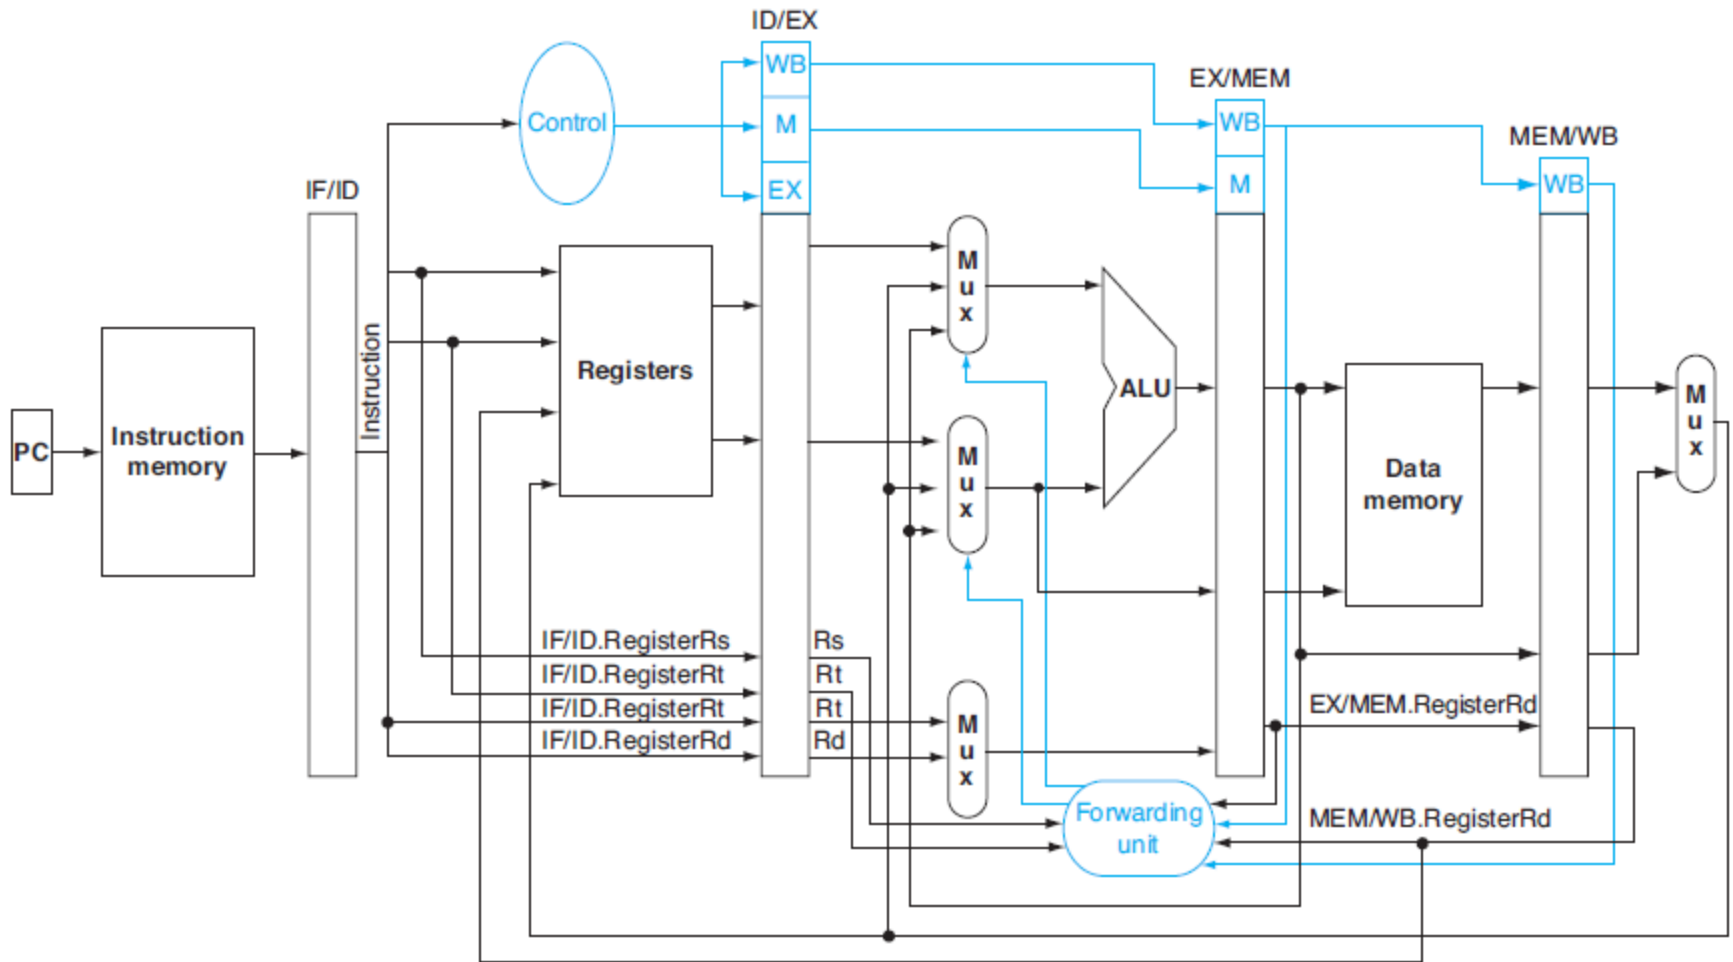 ID/EX
WB
Control
M
EX
EX/MEM
WB
M
MEM/WB
WB
IF/ID
PC
Instruction
memory
Instruction
Registers
M
u
x
M
u
x
ALU
Data
memory
M
u
x
IF/ID.RegisterRs
Rs
IF/ID.RegisterRt
Rt
IF/ID.RegisterRt
Rt
IF/ID.RegisterRd
Rd
M
u
x
EX/MEM.RegisterRd
Forwarding
unit
MEM/WB.RegisterRd